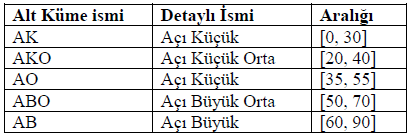 Alt Küme ismi Detaylı İsmi Aralığı
AK Açı Küçük [0, 30]
AKO Açı Küçük Orta [20, 40]
AO Açı Küçük [35, 55]
ABO Açı Büyük Orta [50, 70]
AB Açı Büyük [60, 90]